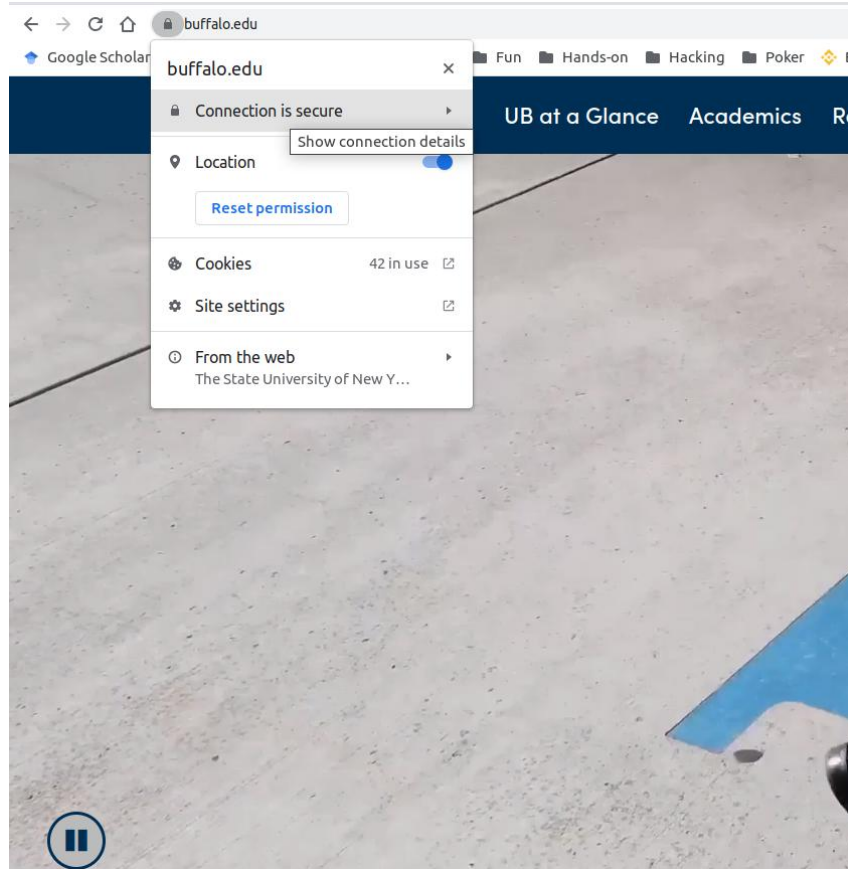 buffalo.edu
Google Scholar Fun Hands-on Hacking Poker
buffalo.edu
UB at a Glance Academics
Connection is secure
Show connection details
Location
Reset permission
Cookies 42 in use
Site settings
From the web
The State University of New Y...